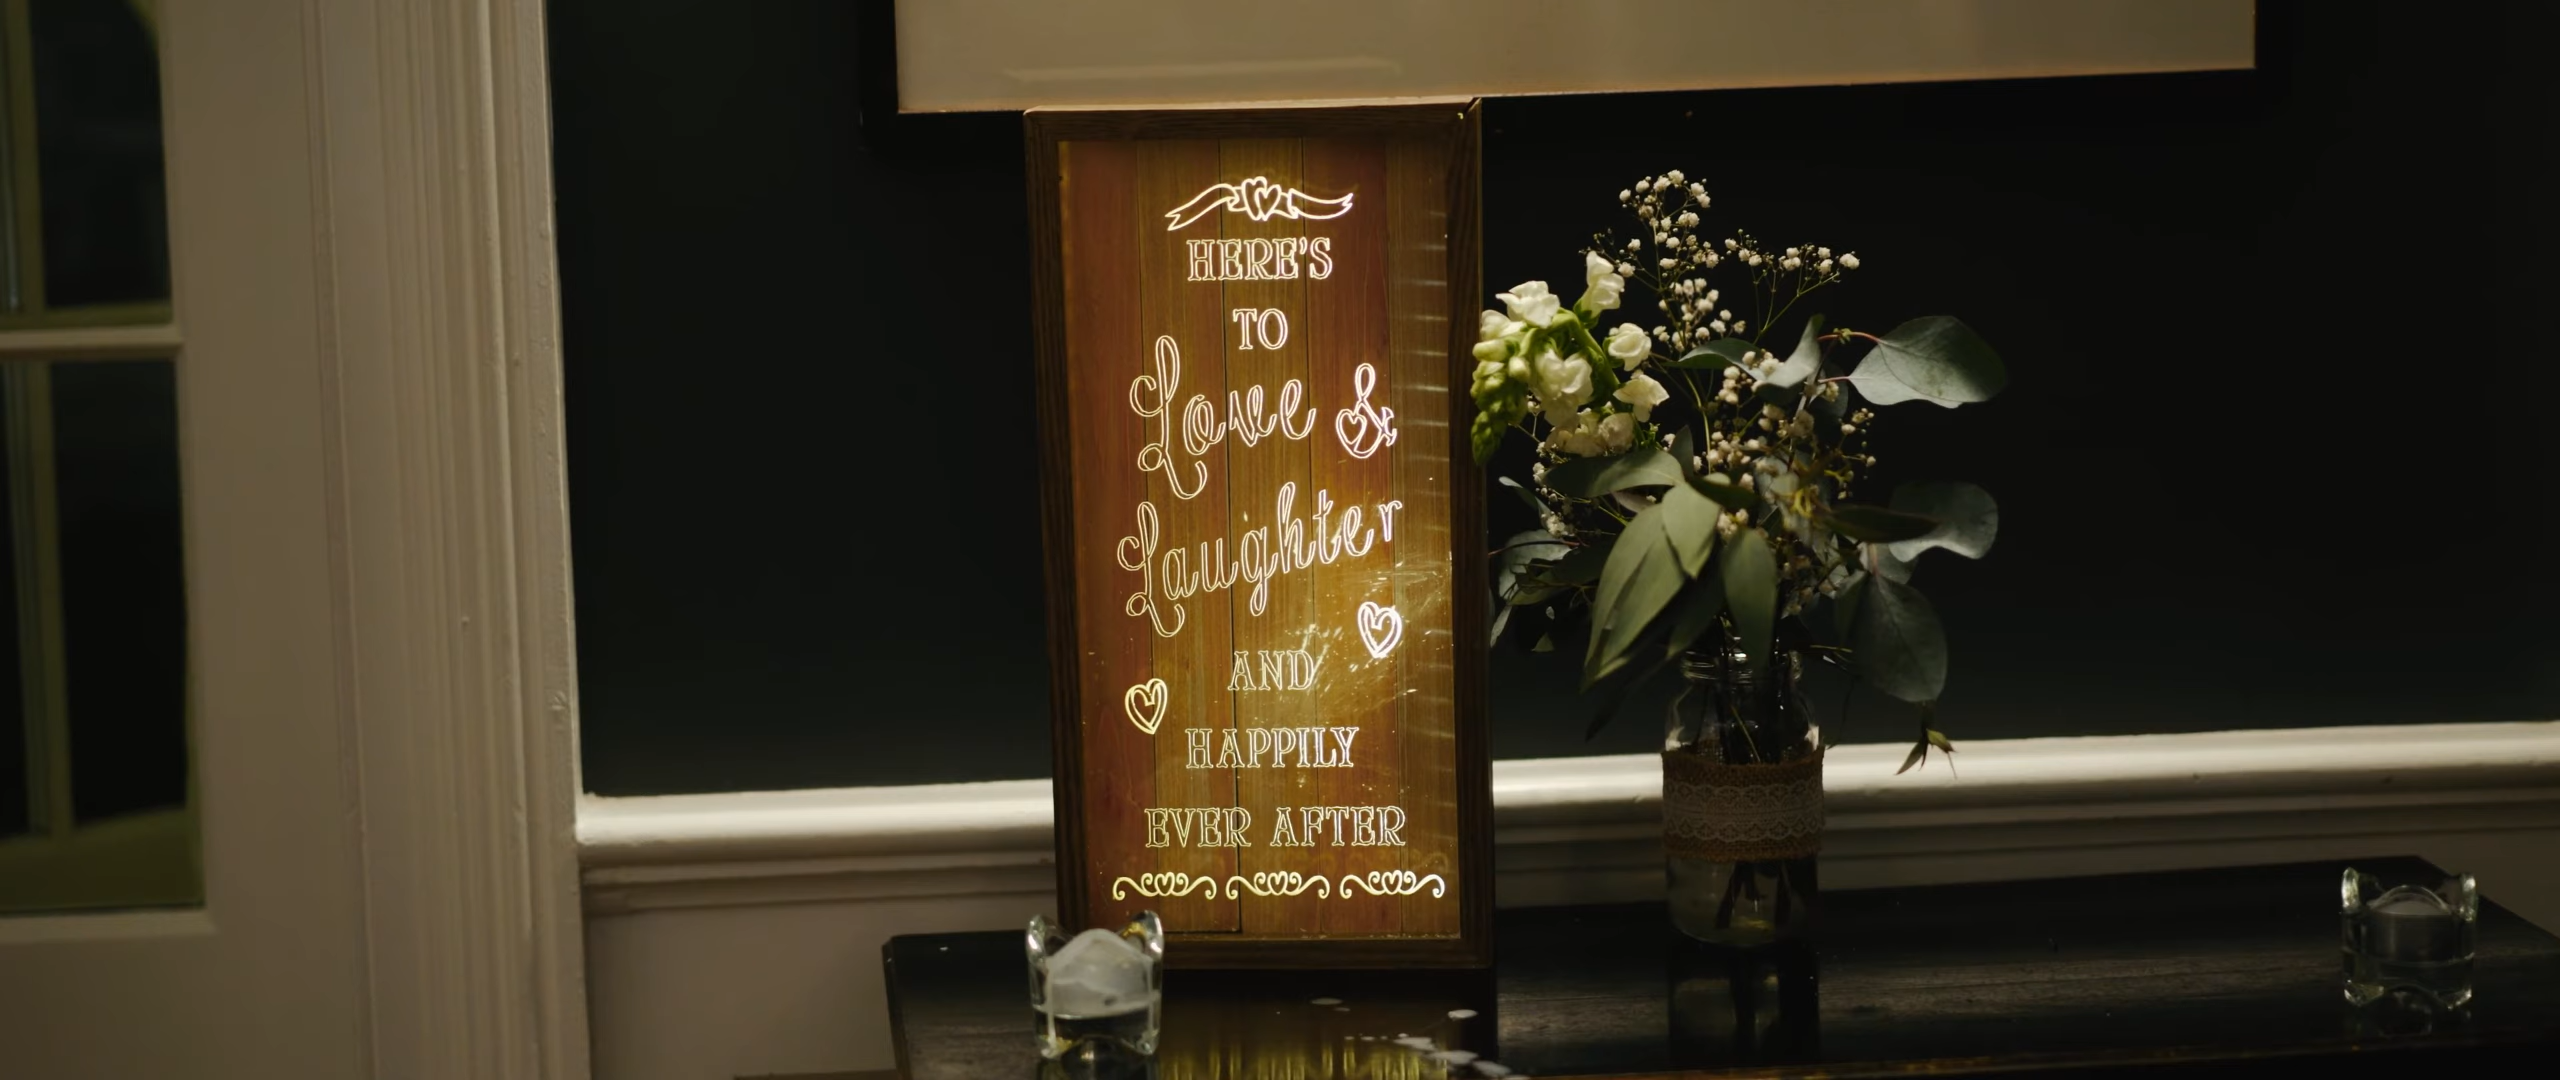 HERE'S
TO
Love &
Laughter
AND
HAPPILY
EVER AFTER